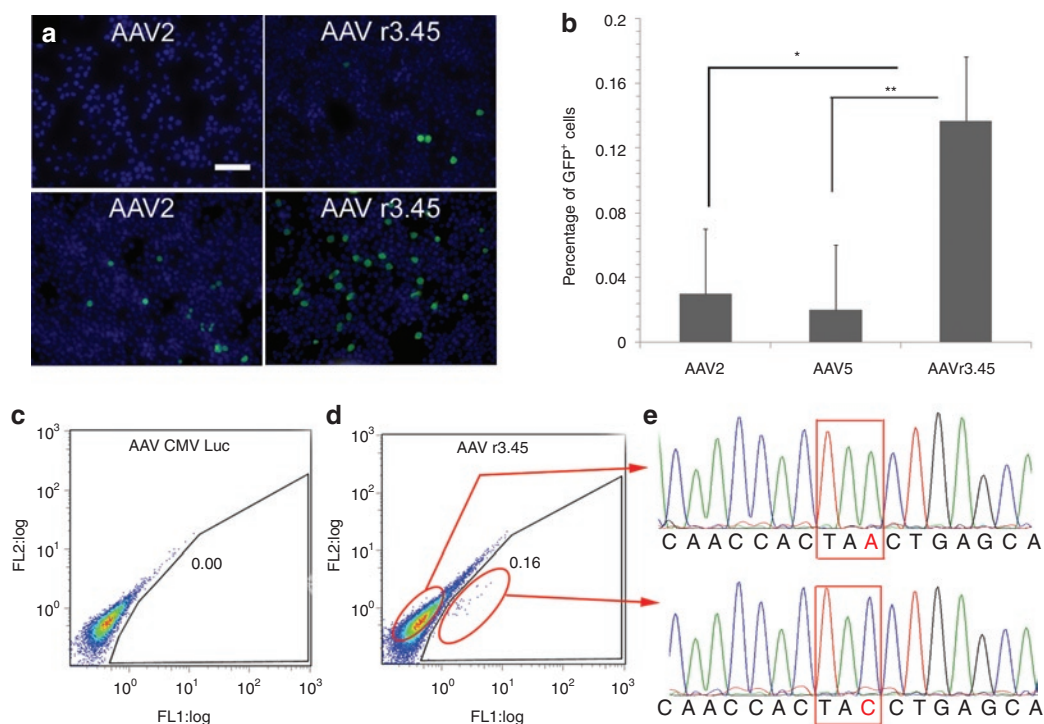 a
AAV2
AAV r3.45
AAV2
AAV r3.45
b
Percentage of GFP+ cells
0.2
0.16
0.12
0.08
0.04
0
*
**
AAV2
AAV5
AAVr3.45
c
AAV CMV Luc
FL2:log
10³
10²
10¹
10⁰
0.00
10⁰
10¹
10²
10³
FL1:log
d
AAV r3.45
FL2:log
10³
10²
10¹
10⁰
0.16
10⁰
10¹
10²
10³
FL1:log
e
C A A C C A C T A A C T G A G C A
C A A C C A C T A C C T G A G C A